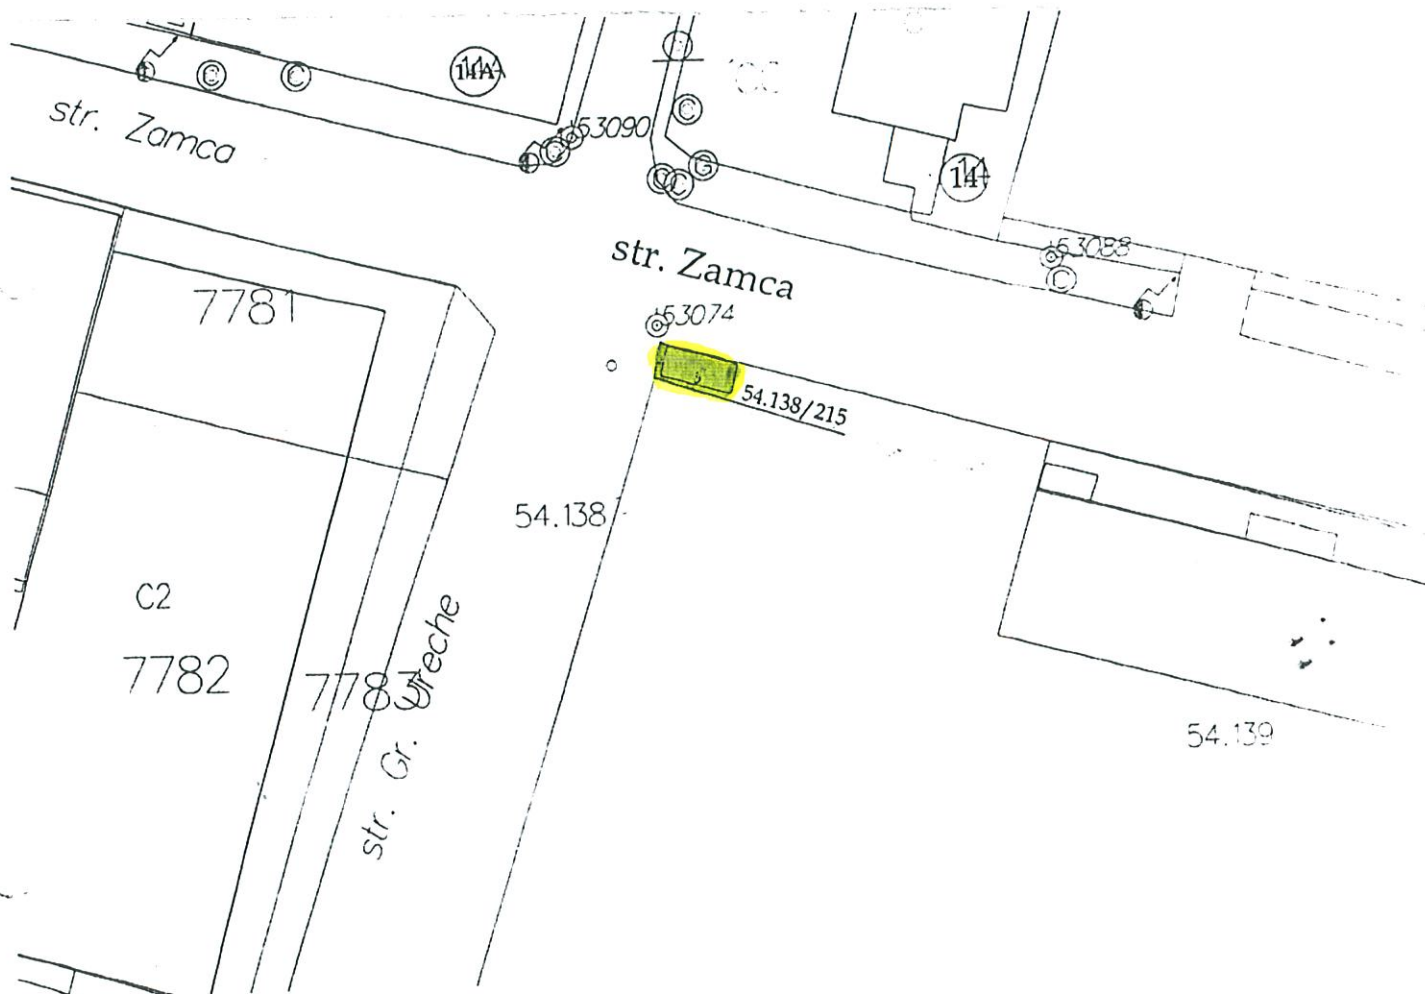 14A
C
C
str. Zamca
53090
C
C
G
C
14
53088
C
str. Zamca
7781
53074
54.138/215
54.138
C2
7782
7783
str. Gr. Ureche
54.139